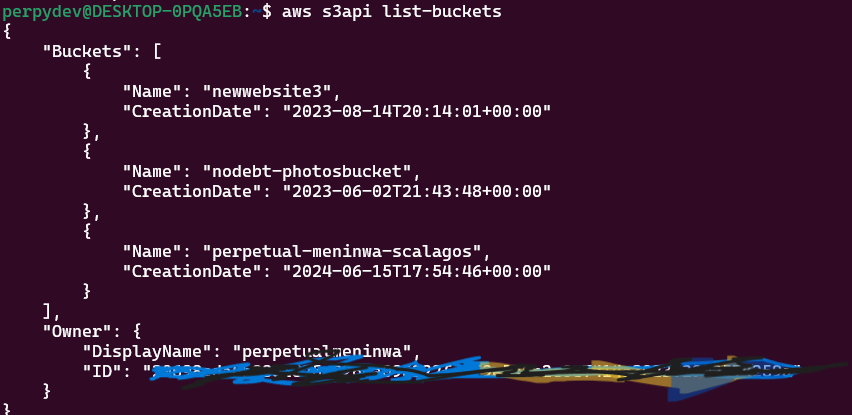 perpydev@DESKTOP-0PQA5EB:~$ aws s3api list-buckets
{
    "Buckets": [
        {
            "Name": "newwebsite3",
            "CreationDate": "2023-08-14T20:14:01+00:00"
        },
        {
            "Name": "nodebt-photosbucket",
            "CreationDate": "2023-06-02T21:43:48+00:00"
        },
        {
            "Name": "perpetual-meninwa-scalagos",
            "CreationDate": "2024-06-15T17:54:46+00:00"
        }
    ],
    "Owner": {
        "DisplayName": "perpetualmeninwa",
        "ID": "
    }
}